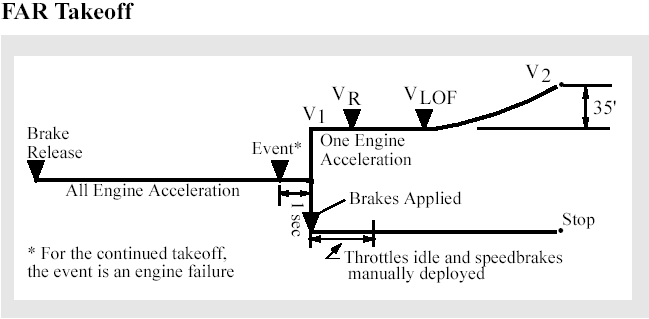 FAR Takeoff
V2
VR
VLOF
V1
35'
Brake
Release
Event*
One Engine
Acceleration
All Engine Acceleration
1 sec
Brakes Applied
Stop
* For the continued takeoff,
the event is an engine failure
Throttles idle and speedbrakes
manually deployed